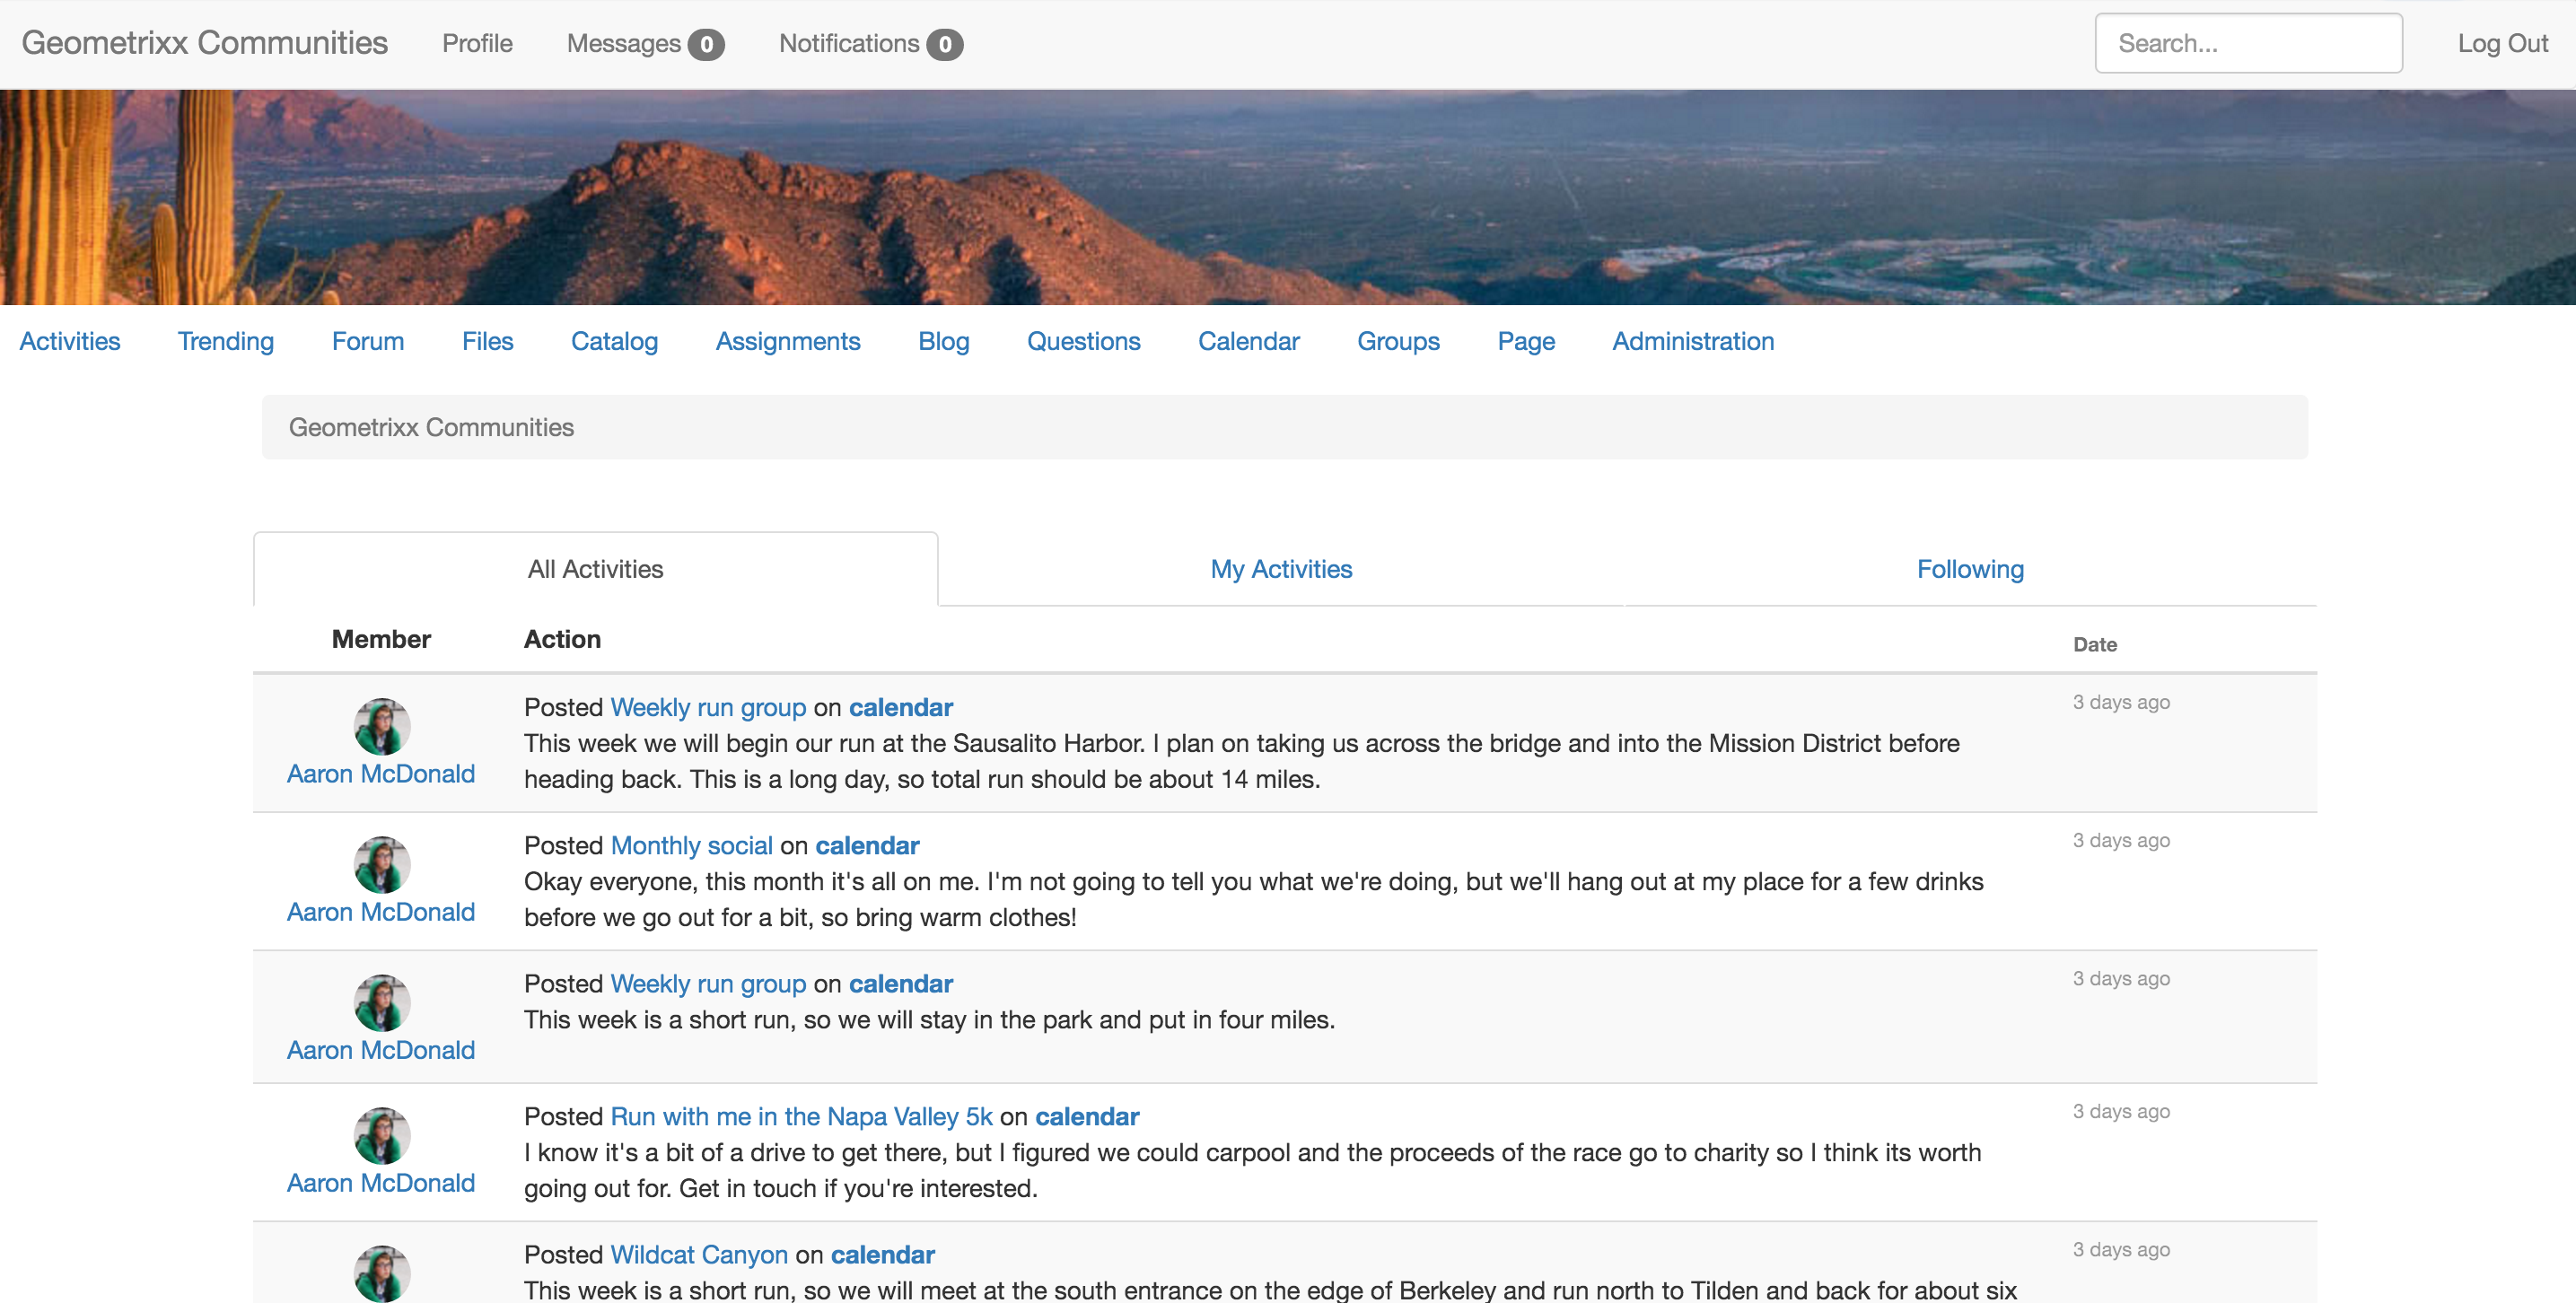 Geometrixx Communities Profile Messages 0 Notifications 0 Search... Log Out
Activities Trending Forum Files Catalog Assignments Blog Questions Calendar Groups Page Administration
Geometrixx Communities
All Activities My Activities Following
Member Action Date
Posted Weekly run group on calendar 3 days ago
This week we will begin our run at the Sausalito Harbor. I plan on taking us across the bridge and into the Mission District before
heading back. This is a long day, so total run should be about 14 miles.
Aaron McDonald
Posted Monthly social on calendar 3 days ago
Okay everyone, this month it's all on me. I'm not going to tell you what we're doing, but we'll hang out at my place for a few drinks
before we go out for a bit, so bring warm clothes!
Aaron McDonald
Posted Weekly run group on calendar 3 days ago
This week is a short run, so we will stay in the park and put in four miles.
Aaron McDonald
Posted Run with me in the Napa Valley 5k on calendar 3 days ago
I know it's a bit of a drive to get there, but I figured we could carpool and the proceeds of the race go to charity so I think its worth
going out for. Get in touch if you're interested.
Aaron McDonald
Posted Wildcat Canyon on calendar 3 days ago
This week is a short run, so we will meet at the south entrance on the edge of Berkeley and run north to Tilden and back for about six